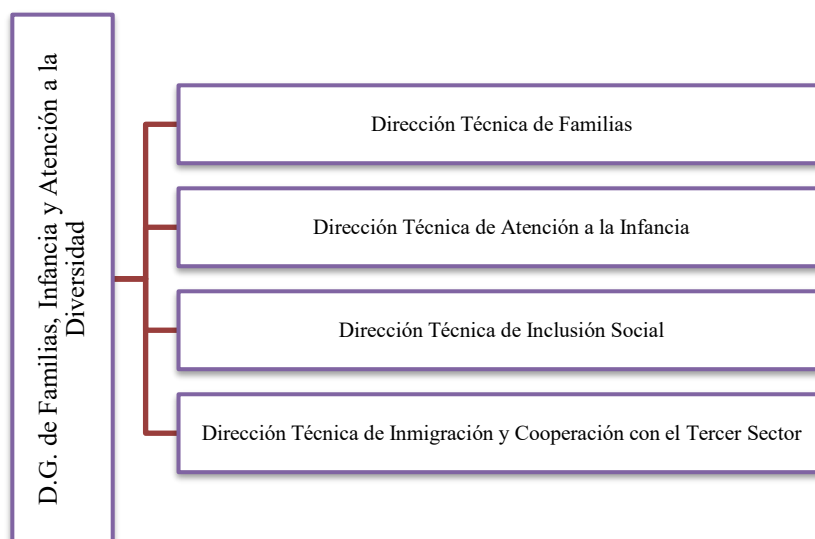 D.G. de Familias, Infancia y Atención a la
Diversidad
Dirección Técnica de Familias
Dirección Técnica de Atención a la Infancia
Dirección Técnica de Inclusión Social
Dirección Técnica de Inmigración y Cooperación con el Tercer Sector